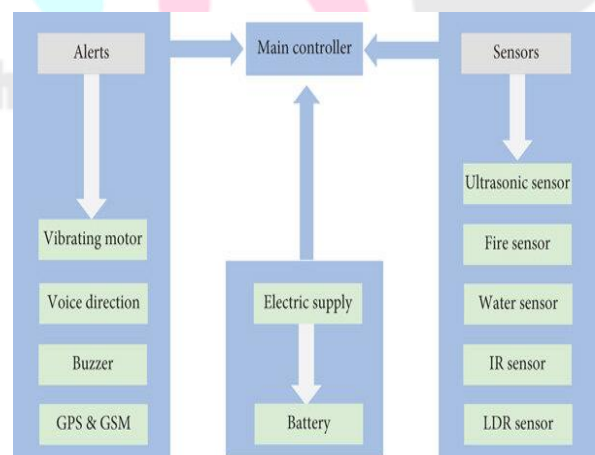 Alerts
Main controller
Sensors
Vibrating motor
Voice direction
Buzzer
GPS & GSM
Electric supply
Battery
Ultrasonic sensor
Fire sensor
Water sensor
IR sensor
LDR sensor